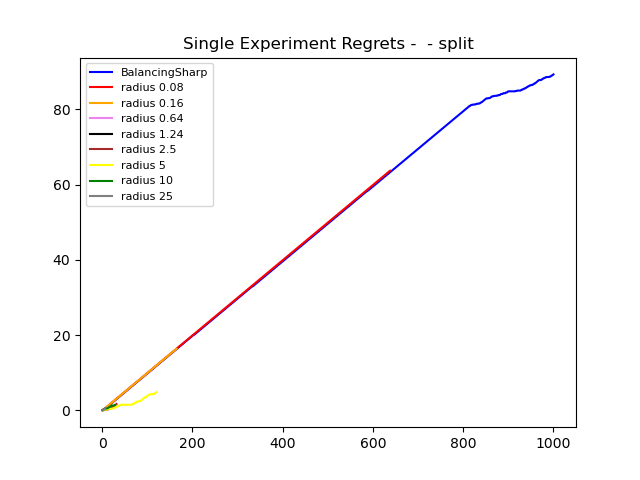 Single Experiment Regrets -  - split
BalancingSharp
radius 0.08
radius 0.16
radius 0.64
radius 1.24
radius 2.5
radius 5
radius 10
radius 25
80
60
40
20
0
0 200 400 600 800 1000